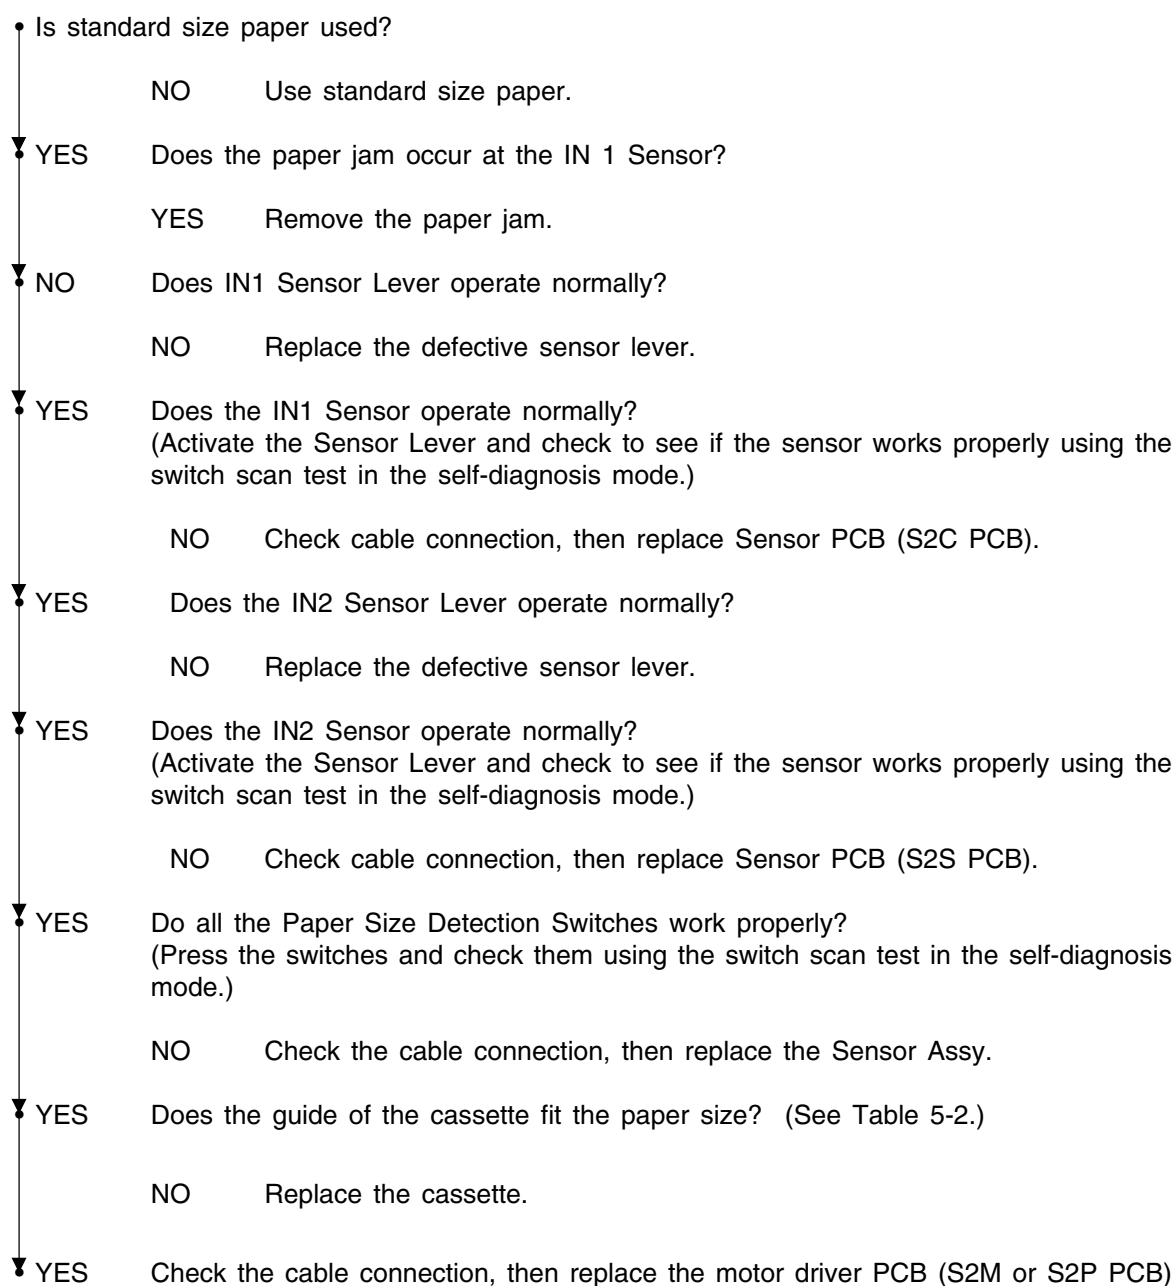 • Is standard size paper used?
NO Use standard size paper.
YES Does the paper jam occur at the IN 1 Sensor?
YES Remove the paper jam.
NO Does IN1 Sensor Lever operate normally?
NO Replace the defective sensor lever.
YES Does the IN1 Sensor operate normally?
(Activate the Sensor Lever and check to see if the sensor works properly using the
switch scan test in the self-diagnosis mode.)
NO Check cable connection, then replace Sensor PCB (S2C PCB).
YES Does the IN2 Sensor Lever operate normally?
NO Replace the defective sensor lever.
YES Does the IN2 Sensor operate normally?
(Activate the Sensor Lever and check to see if the sensor works properly using the
switch scan test in the self-diagnosis mode.)
NO Check cable connection, then replace Sensor PCB (S2S PCB).
YES Do all the Paper Size Detection Switches work properly?
(Press the switches and check them using the switch scan test in the self-diagnosis
mode.)
NO Check the cable connection, then replace the Sensor Assy.
YES Does the guide of the cassette fit the paper size? (See Table 5-2.)
NO Replace the cassette.
YES Check the cable connection, then replace the motor driver PCB (S2M or S2P PCB)